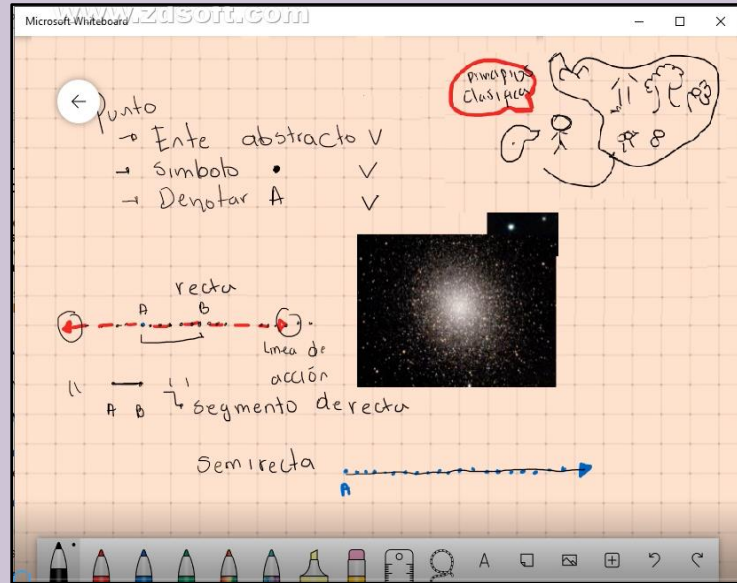 www.zdsoft.com
Microsoft Whiteboard
Punto
→ Ente abstracto V
→ Simbolo • V
→ Denotar A V
Principios
Clasifica
recta
A B
Linea de
acción
A B
Segmento de recta
Semirecta
A
A